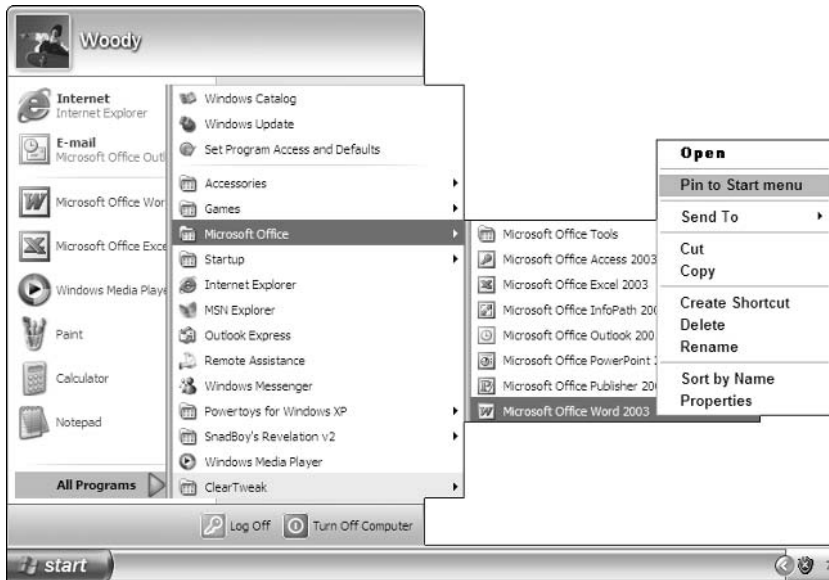 Woody
Internet
Internet Explorer
E-mail
Microsoft Office Outl
Microsoft Office Wor
Microsoft Office Exce
Windows Media Playe
Paint
Calculator
Notepad
All Programs
Windows Catalog
Windows Update
Set Program Access and Defaults
Accessories
Games
Microsoft Office
Startup
Internet Explorer
MSN Explorer
Outlook Express
Remote Assistance
Windows Messenger
Powertoys for Windows XP
SnadBoy's Revelation v2
Windows Media Player
ClearTweak
Microsoft Office Tools
Microsoft Office Access 2003
Microsoft Office Excel 2003
Microsoft Office InfoPath 200
Microsoft Office Outlook 200
Microsoft Office PowerPoint
Microsoft Office Publisher 20
Microsoft Office Word 2003
Open
Pin to Start menu
Send To
Cut
Copy
Create Shortcut
Delete
Rename
Sort by Name
Properties
Log Off
Turn Off Computer
start